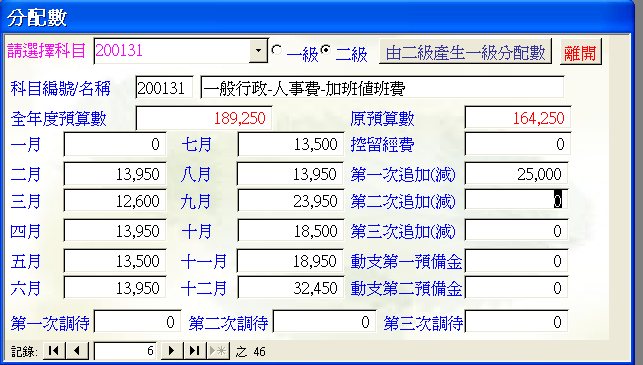 分配數
請選擇科目 200131 一級 二級 由二級產生一級分配數 離開
科目編號/名稱 200131 一般行政-人事費-加班值班費
全年度預算數 189,250 原預算數 164,250
一月 0 七月 13,500 控留經費 0
二月 13,950 八月 13,950 第一次追加(減) 25,000
三月 12,600 九月 23,950 第二次追加(減) 0
四月 13,950 十月 18,500 第三次追加(減) 0
五月 13,500 十一月 18,950 動支第一預備金 0
六月 13,950 十二月 32,450 動支第二預備金 0
第一次調待 0 第二次調待 0 第三次調待 0
記錄: 6 之 46